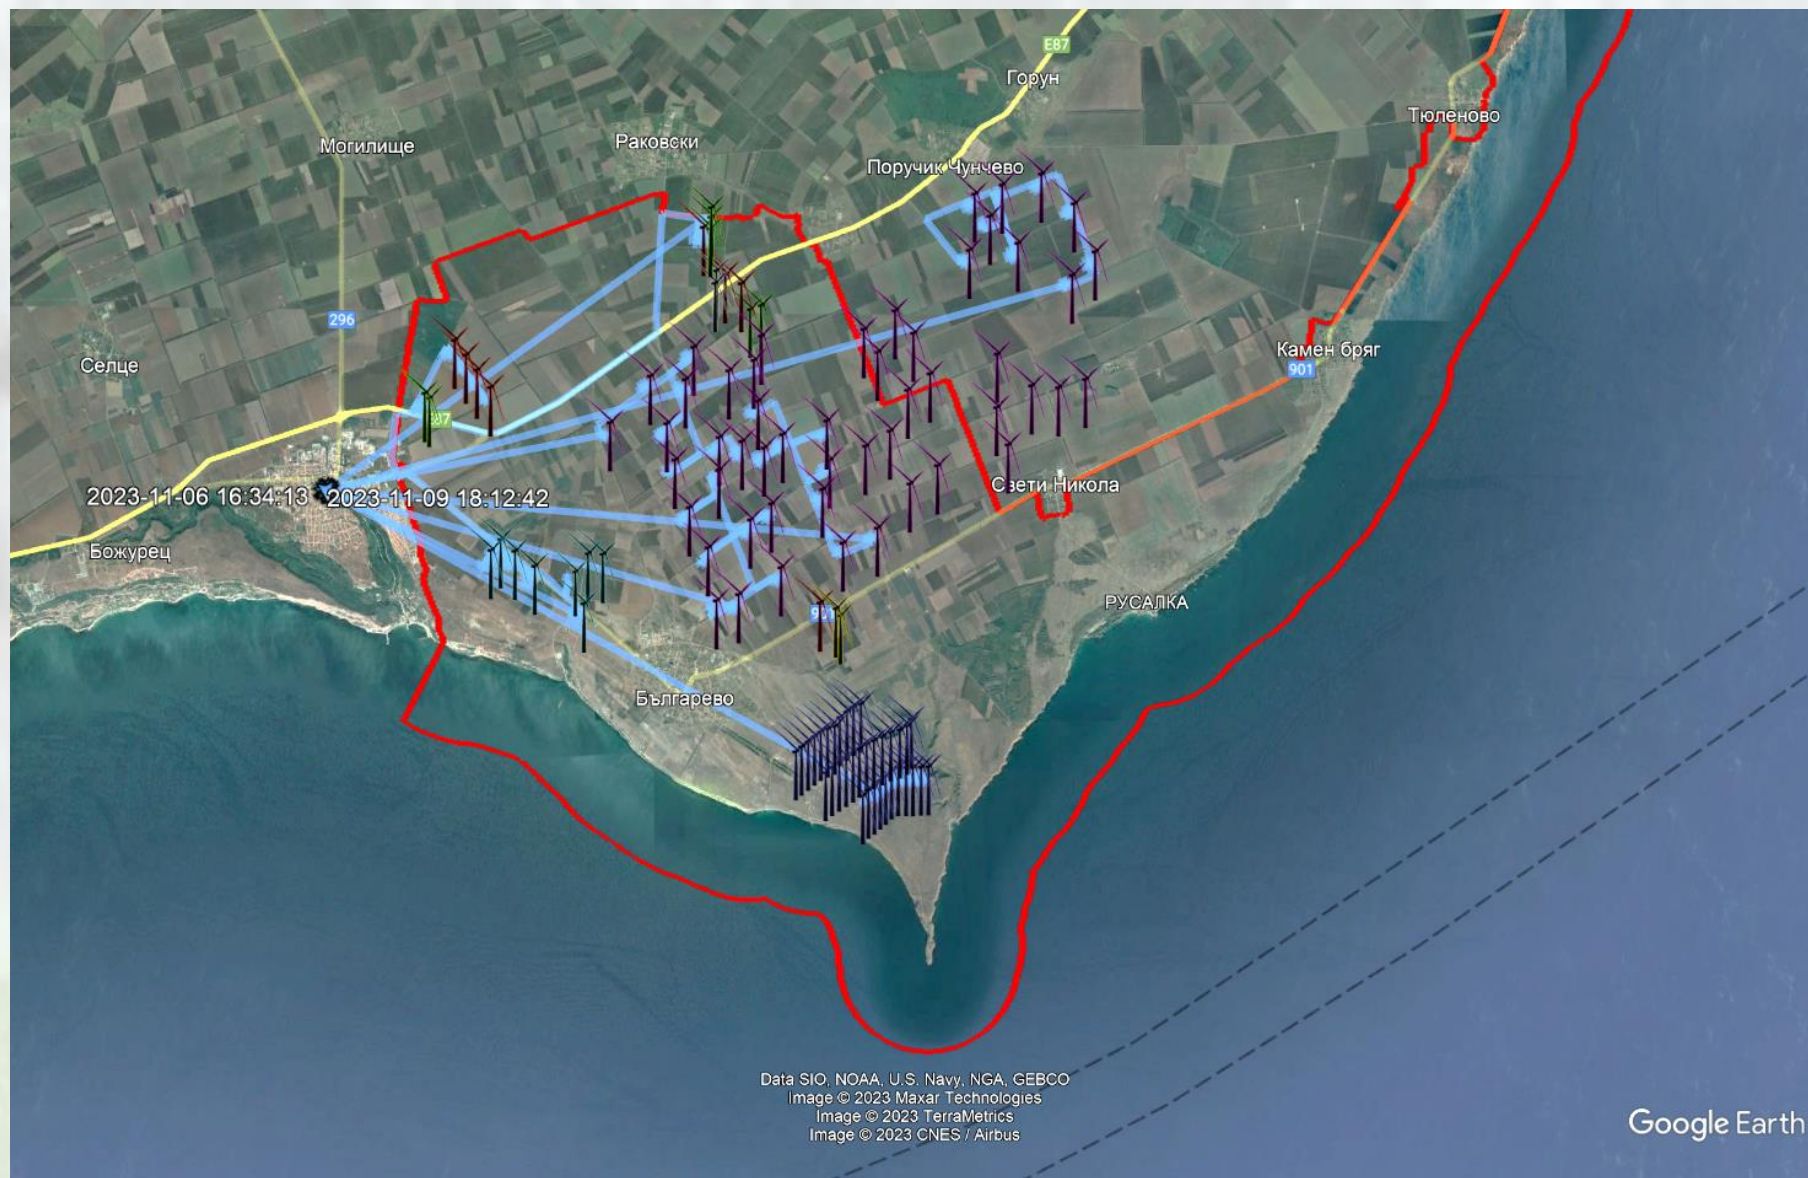 E87
Горун
Тюленово
Могилище
Раковски
Поручик Чунчево
296
Камен бряг
Селце
901
87
2023-11-06 16:34:13
2023-11-09 18:12:42
Свети Никола
Божурец
РУСАЛКА
901
Българево
Data SIO, NOAA, U.S. Navy, NGA, GEBCO
Image © 2023 Maxar Technologies
Image © 2023 TerraMetrics
Image © 2023 CNES / Airbus
Google Earth